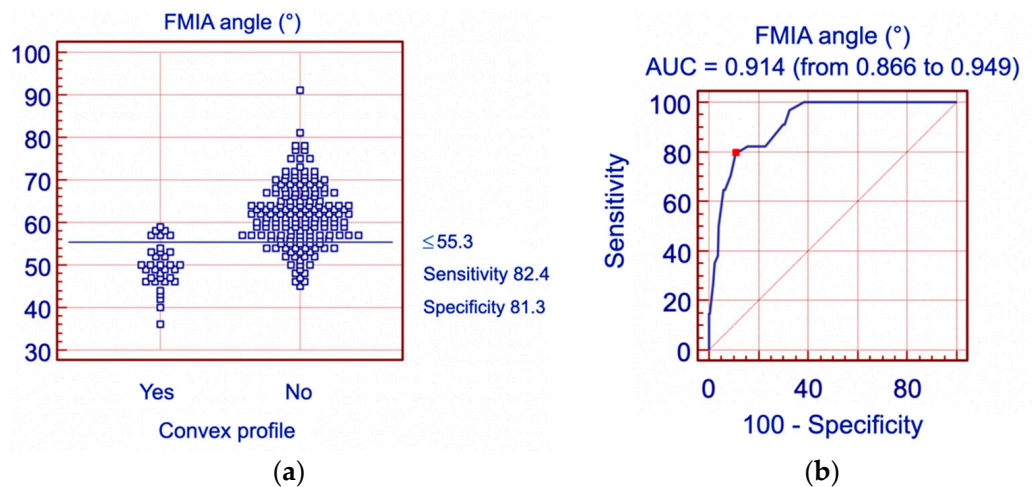 FMIA angle (°)
100
90
80
70
60
50
40
30
≤55.3
Sensitivity 82.4
Specificity 81.3
Yes No
Convex profile
(a)
FMIA angle (°)
AUC = 0.914 (from 0.866 to 0.949)
Sensitivity
100
80
60
40
20
0
0 40 80
100 - Specificity
(b)